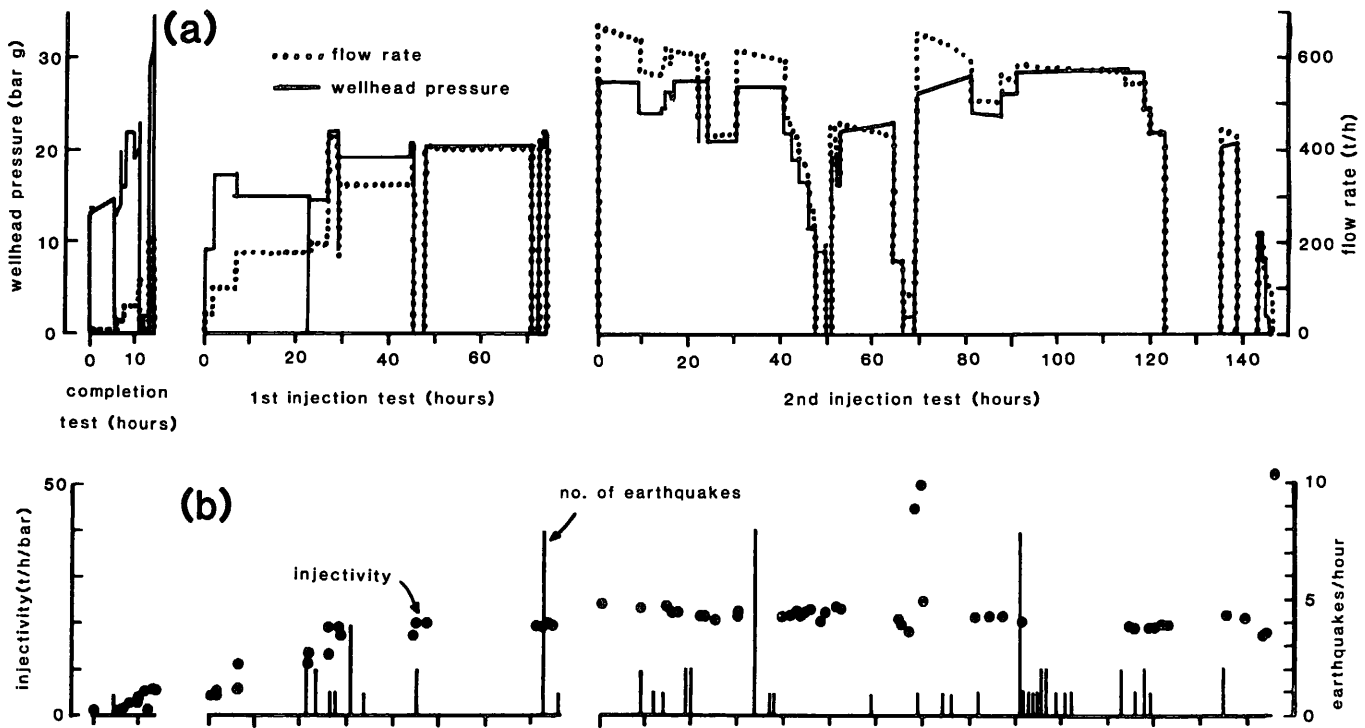 (a)
flow rate
wellhead pressure
wellhead pressure (bar g)
30
20
10
0
flow rate (t/h)
600
400
200
0
0 10
completion
test (hours)
0 20 40 60
1st injection test (hours)
0 20 40 60 80 100 120 140
2nd injection test (hours)
(b)
no. of earthquakes
injectivity
injectivity(t/h/bar)
50
0
earthquakes/hour
10
5
0